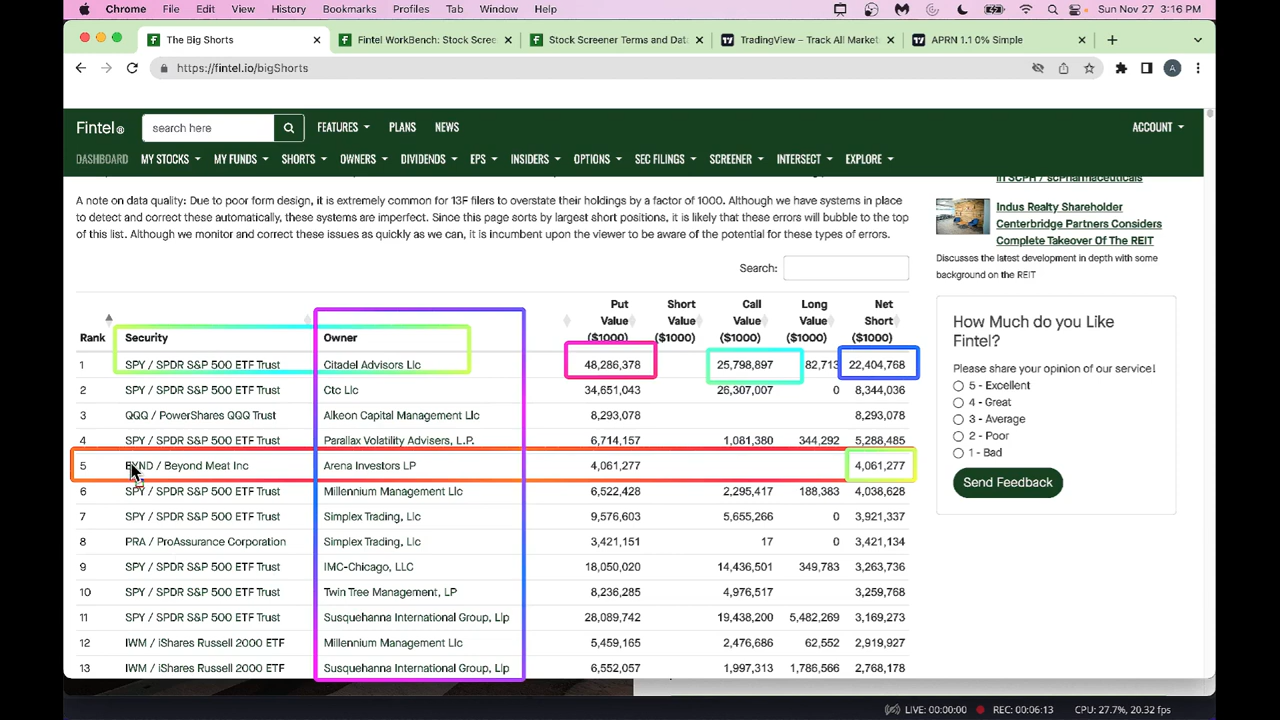 Chrome File Edit View History Bookmarks Profiles Tab Window Help Sun Nov 27 3:16 PM
The Big Shorts Fintel WorkBench: Stock Scree Stock Screener Terms and Data TradingView – Track All Market APRN 1.1 0% Simple
https://fintel.io/bigShorts A
Fintel® search here FEATURES PLANS NEWS ACCOUNT
DASHBOARD MY STOCKS MY FUNDS SHORTS OWNERS DIVIDENDS EPS INSIDERS OPTIONS SEC FILINGS SCREENER INTERSECT EXPLORE
in SCPH / scPharmaceuticals
A note on data quality: Due to poor form design, it is extremely common for 13F filers to overstate their holdings by a factor of 1000. Although we have systems in place
to detect and correct these automatically, these systems are imperfect. Since this page sorts by largest short positions, it is likely that these errors will bubble to the top
of this list. Although we monitor and correct these issues as quickly as we can, it is incumbent upon the viewer to be aware of the potential for these types of errors.
Indus Realty Shareholder
Centerbridge Partners Considers
Complete Takeover Of The REIT
Discusses the latest development in depth with some
background on the REIT
Search:
Rank Security Owner Put Value ($1000) Short Value ($1000) Call Value ($1000) Long Value ($1000) Net Short ($1000)
1 SPY / SPDR S&P 500 ETF Trust Citadel Advisors Llc 48,286,378 25,798,897 82,713 22,404,768
2 SPY / SPDR S&P 500 ETF Trust Ctc Llc 34,651,043 26,307,007 0 8,344,036
3 QQQ / PowerShares QQQ Trust Alkeon Capital Management Llc 8,293,078 8,293,078
4 SPY / SPDR S&P 500 ETF Trust Parallax Volatility Advisers, L.P. 6,714,157 1,081,380 344,292 5,288,485
5 BYND / Beyond Meat Inc Arena Investors LP 4,061,277 4,061,277
6 SPY / SPDR S&P 500 ETF Trust Millennium Management Llc 6,522,428 2,295,417 188,383 4,038,628
7 SPY / SPDR S&P 500 ETF Trust Simplex Trading, Llc 9,576,603 5,655,266 0 3,921,337
8 PRA / ProAssurance Corporation Simplex Trading, Llc 3,421,151 17 0 3,421,134
9 SPY / SPDR S&P 500 ETF Trust IMC-Chicago, LLC 18,050,020 14,436,501 349,783 3,263,736
10 SPY / SPDR S&P 500 ETF Trust Twin Tree Management, LP 8,236,285 4,976,517 3,259,768
11 SPY / SPDR S&P 500 ETF Trust Susquehanna International Group, Llp 28,089,742 19,438,200 5,482,269 3,169,273
12 IWM / iShares Russell 2000 ETF Millennium Management Llc 5,459,165 2,476,686 62,552 2,919,927
13 IWM / iShares Russell 2000 ETF Susquehanna International Group, Llp 6,552,057 1,997,313 1,786,566 2,768,178
How Much do you Like
Fintel?
Please share your opinion of our service!
5 - Excellent
4 - Great
3 - Average
2 - Poor
1 - Bad
Send Feedback
LIVE: 00:00:00 REC: 00:06:13 CPU: 27.7%, 20.32 fps